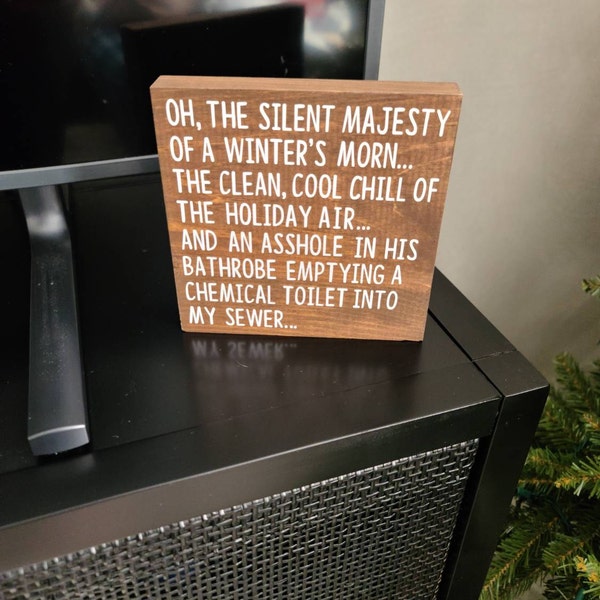 OH, THE SILENT MAJESTY
OF A WINTER'S MORN...
THE CLEAN, COOL CHILL OF
THE HOLIDAY AIR...
AND AN ASSHOLE IN HIS
BATHROBE EMPTYING A
CHEMICAL TOILET INTO
MY SEWER...